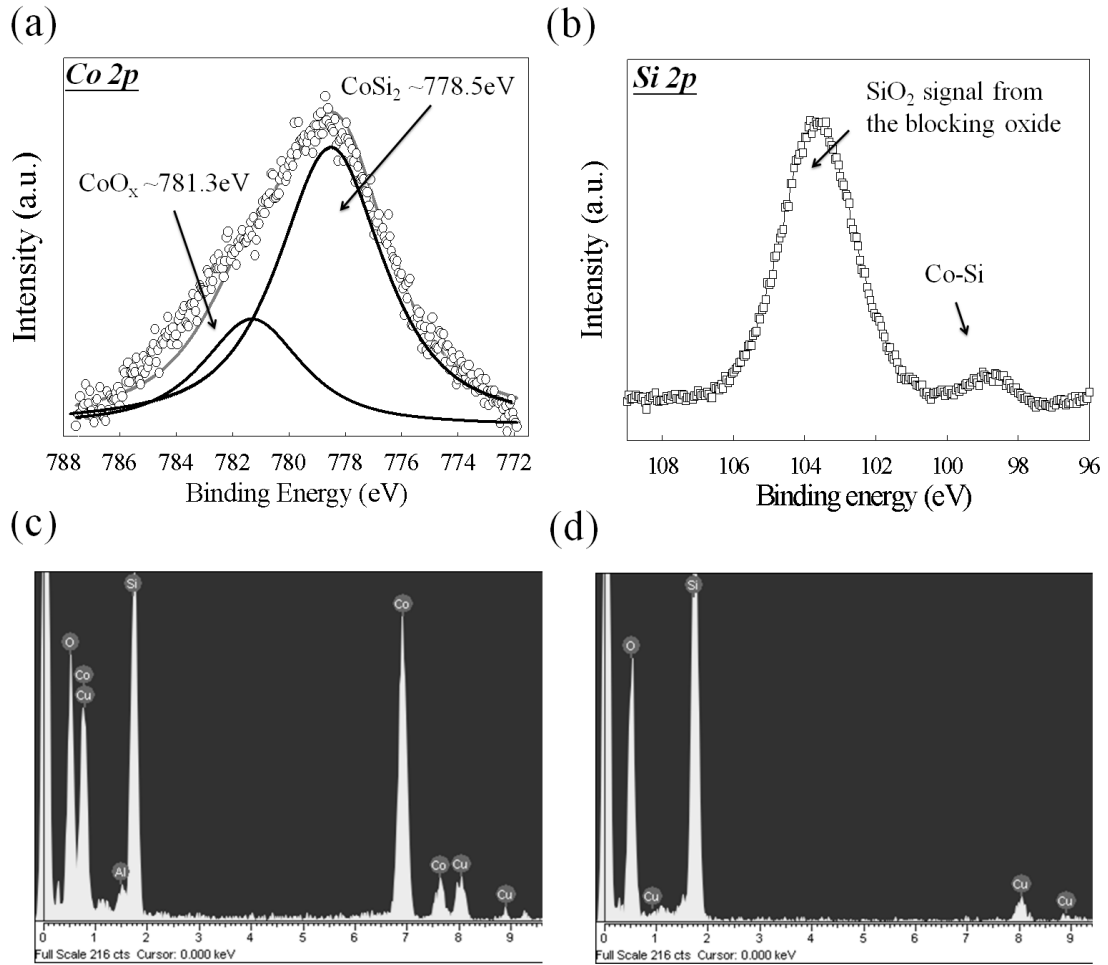 (a)
Co 2p
CoSi₂ ~778.5eV
CoOₓ ~781.3eV
Intensity (a.u.)
788 786 784 782 780 778 776 774 772
Binding Energy (eV)
(b)
Si 2p
SiO₂ signal from
the blocking oxide
Co-Si
Intensity (a.u.)
108 106 104 102 100 98 96
Binding energy (eV)
(c)
Si
Co
O
Co
Cu
Al
Co
Cu
Cu
0 1 2 3 4 5 6 7 8 9
Full Scale 216 cts Cursor: 0.000 keV
(d)
Si
O
Cu
Cu
Cu
0 1 2 3 4 5 6 7 8 9
Full Scale 216 cts Cursor: 0.000 keV